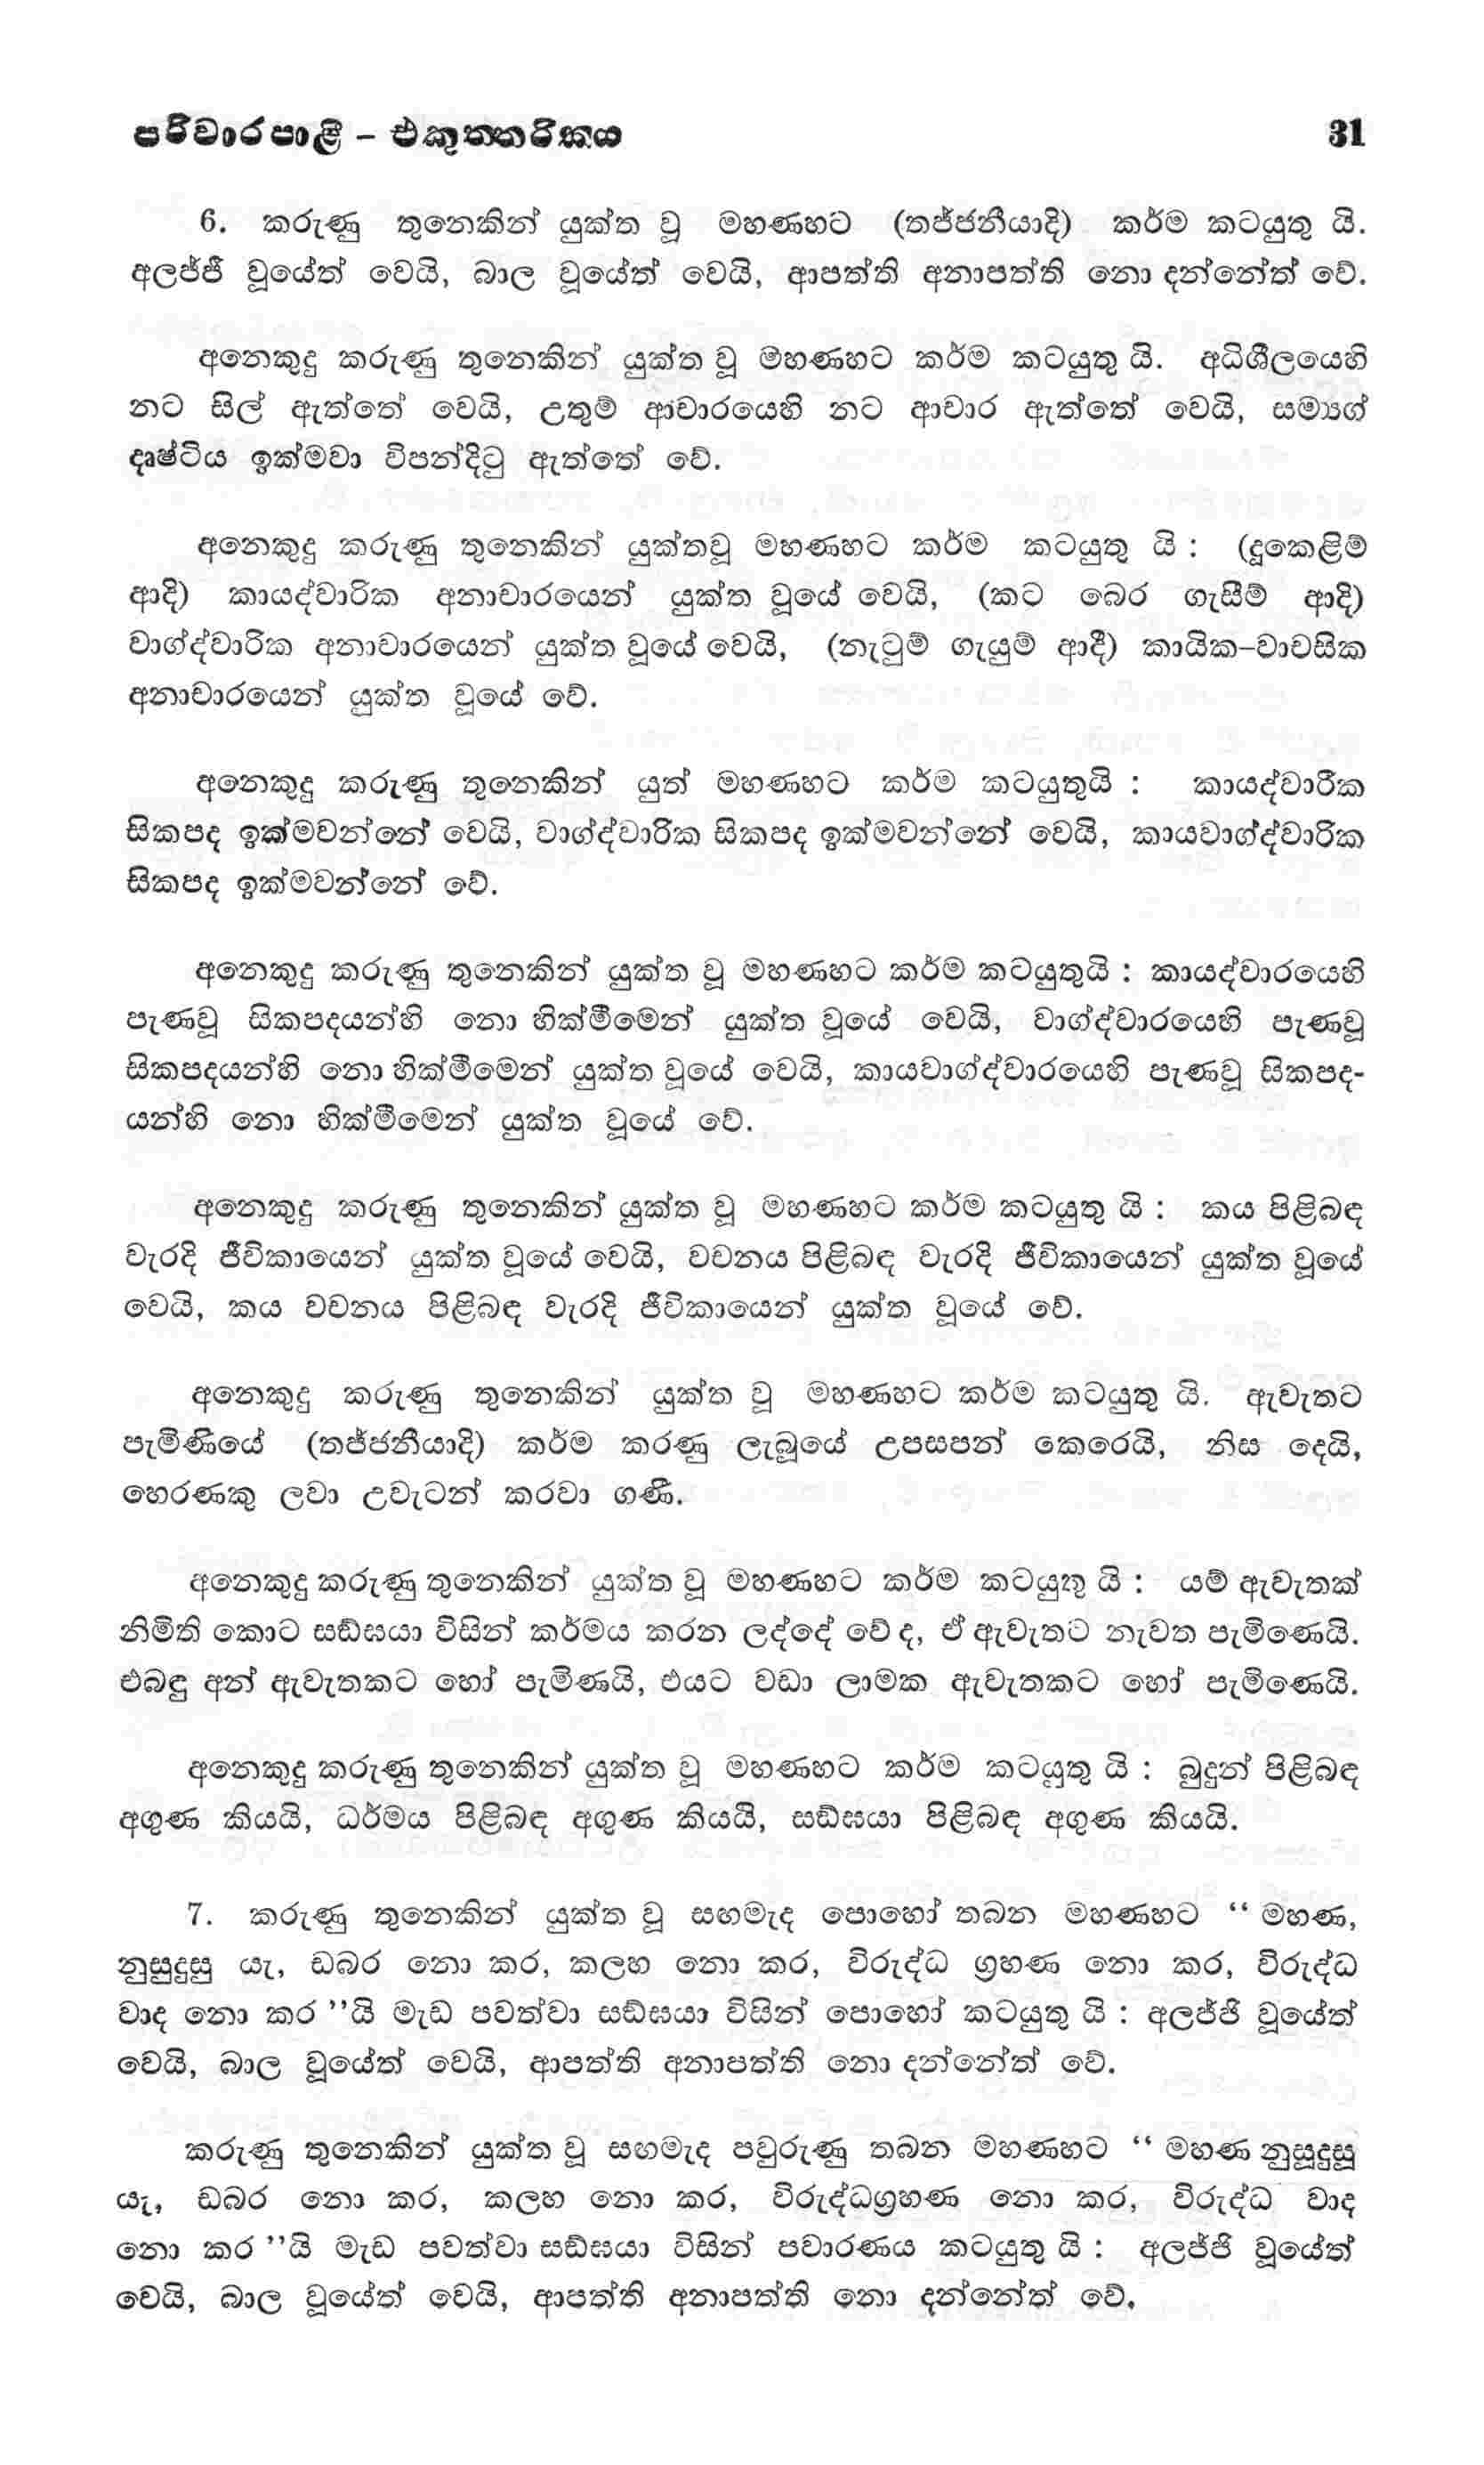 පරිවාරපාළි – එකුත්තරිකය 31
6. කරුණු තුනෙකින් යුක්ත වූ මහණහට (තජ්ජනීයාදි) කර්ම කටයුතු යි.
අලජ්ජී වූයේත් වෙයි, බාල වූයේත් වෙයි, ආපත්ති අනාපත්ති නො දන්නේත් වේ.
අනෙකුදු කරුණු තුනෙකින් යුක්ත වූ මහණහට කර්ම කටයුතු යි. අධිශීලයෙහි
නට සිල් ඇත්තේ වෙයි, උතුම් ආචාරයෙහි නට ආචාර ඇත්තේ වෙයි, සම්‍යග්
දෘෂ්ටිය ඉක්මවා විපන්දිටු ඇත්තේ වේ.
අනෙකුදු කරුණු තුනෙකින් යුක්තවූ මහණහට කර්ම කටයුතු යි : (දූකෙළිම්
ආදි) කායද්වාරික අනාචාරයෙන් යුක්ත වූයේ වෙයි, (කට බෙර ගැසීම් ආදි)
වාග්ද්වාරික අනාචාරයෙන් යුක්ත වූයේ වෙයි, (නැටුම් ගැයුම් ආදී) කායික–වාචසික
අනාචාරයෙන් යුක්ත වූයේ වේ.
අනෙකුදු කරුණු තුනෙකින් යුත් මහණහට කර්ම කටයුතුයි : කායද්වාරික
සිකපද ඉක්මවන්නේ වෙයි, වාග්ද්වාරික සිකපද ඉක්මවන්නේ වෙයි, කායවාග්ද්වාරික
සිකපද ඉක්මවන්නේ වේ.
අනෙකුදු කරුණු තුනෙකින් යුක්ත වූ මහණහට කර්ම කටයුතුයි : කායද්වාරයෙහි
පැණවූ සිකපදයන්හි නො හික්මීමෙන් යුක්ත වූයේ වෙයි, වාග්ද්වාරයෙහි පැණවූ
සිකපදයන්හි නො හික්මීමෙන් යුක්ත වූයේ වෙයි, කායවාග්ද්වාරයෙහි පැණවූ සිකපද-
යන්හි නො හික්මීමෙන් යුක්ත වූයේ වේ.
අනෙකුදු කරුණු තුනෙකින් යුක්ත වූ මහණහට කර්ම කටයුතු යි : කය පිළිබඳ
වැරදි ජීවිකායෙන් යුක්ත වූයේ වෙයි, වචනය පිළිබඳ වැරදි ජීවිකායෙන් යුක්ත වූයේ
වෙයි, කය වචනය පිළිබඳ වැරදි ජීවිකායෙන් යුක්ත වූයේ වේ.
අනෙකුදු කරුණු තුනෙකින් යුක්ත වූ මහණහට කර්ම කටයුතු යි. ඇවැතට
පැමිණියේ (තජ්ජනීයාදි) කර්ම කරණු ලැබූයේ උපසපන් කෙරෙයි, නිස දෙයි,
හෙරණකු ලවා උවැටන් කරවා ගණී.
අනෙකුදු කරුණු තුනෙකින් යුක්ත වූ මහණහට කර්ම කටයුතු යි : යම් ඇවැතක්
නිමිති කොට සඞ්ඝයා විසින් කර්මය කරන ලද්දේ වේ ද, ඒ ඇවැතට නැවත පැමිණෙයි.
එබඳු අන් ඇවැතකට හෝ පැමිණයි, එයට වඩා ලාමක ඇවැතකට හෝ පැමිණෙයි.
අනෙකුදු කරුණු තුනෙකින් යුක්ත වූ මහණහට කර්ම කටයුතු යි : බුදුන් පිළිබඳ
අගුණ කියයි, ධර්මය පිළිබඳ අගුණ කියයි, සඞ්ඝයා පිළිබඳ අගුණ කියයි.
7. කරුණු තුනෙකින් යුක්ත වූ සඟමැද පොහෝ තබන මහණහට “ මහණ,
නුසුදුසු යැ, ඩබර නො කර, කලහ නො කර, විරුද්ධ ග්‍රහණ නො කර, විරුද්ධ
වාද නො කර ”යි මැඩ පවත්වා සඞ්ඝයා විසින් පොහෝ කටයුතු යි : අලජ්ජි වූයේත්
වෙයි, බාල වූයේත් වෙයි, ආපත්ති අනාපත්ති නො දන්නේත් වේ.
කරුණු තුනෙකින් යුක්ත වූ සඟමැද පවුරුණු තබන මහණහට “ මහණ නුසුදුසු
යැ, ඩබර නො කර, කලහ නො කර, විරුද්ධග්‍රහණ නො කර, විරුද්ධ වාද
නො කර ”යි මැඩ පවත්වා සඞ්ඝයා විසින් පවාරණය කටයුතු යි : අලජ්ජි වූයේත්
වෙයි, බාල වූයේත් වෙයි, ආපත්ති අනාපත්ති නො දන්නේත් වේ.